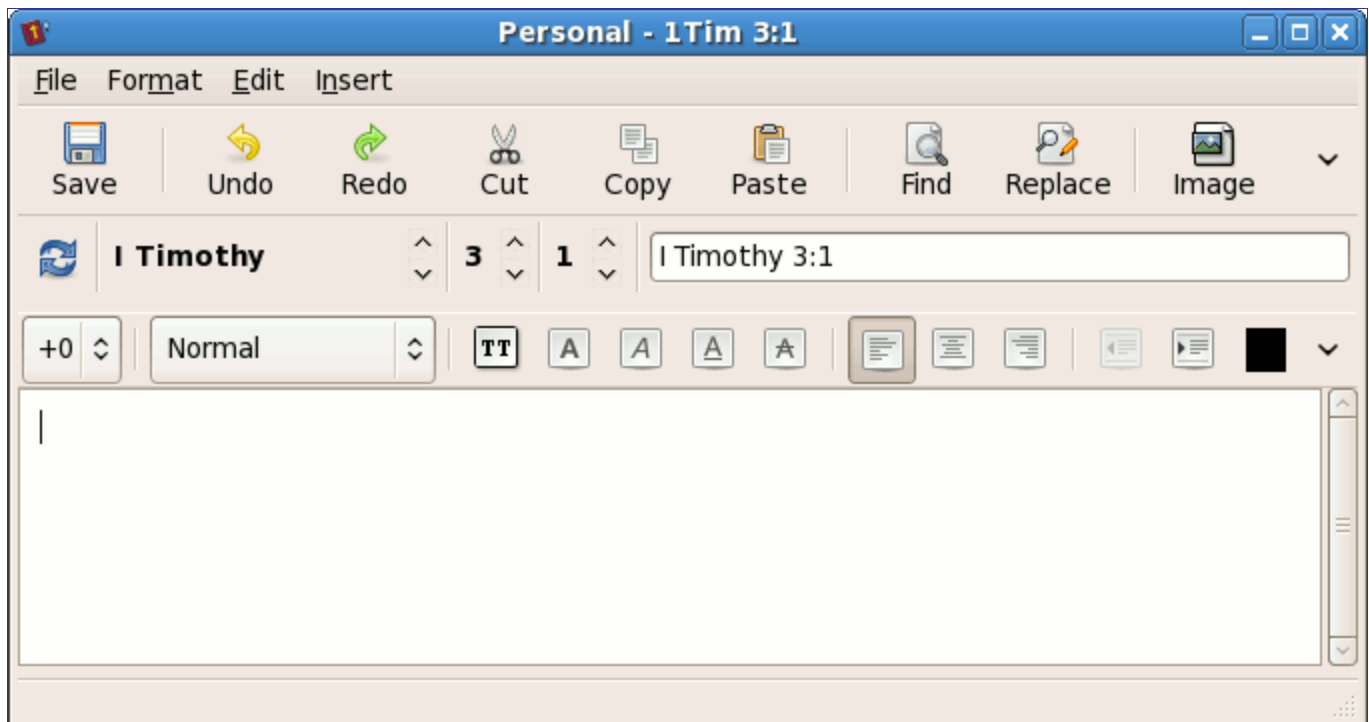 Personal - 1Tim 3:1
File Format Edit Insert
Save Undo Redo Cut Copy Paste Find Replace Image
I Timothy 3 1 I Timothy 3:1
+0 Normal TT A A A A